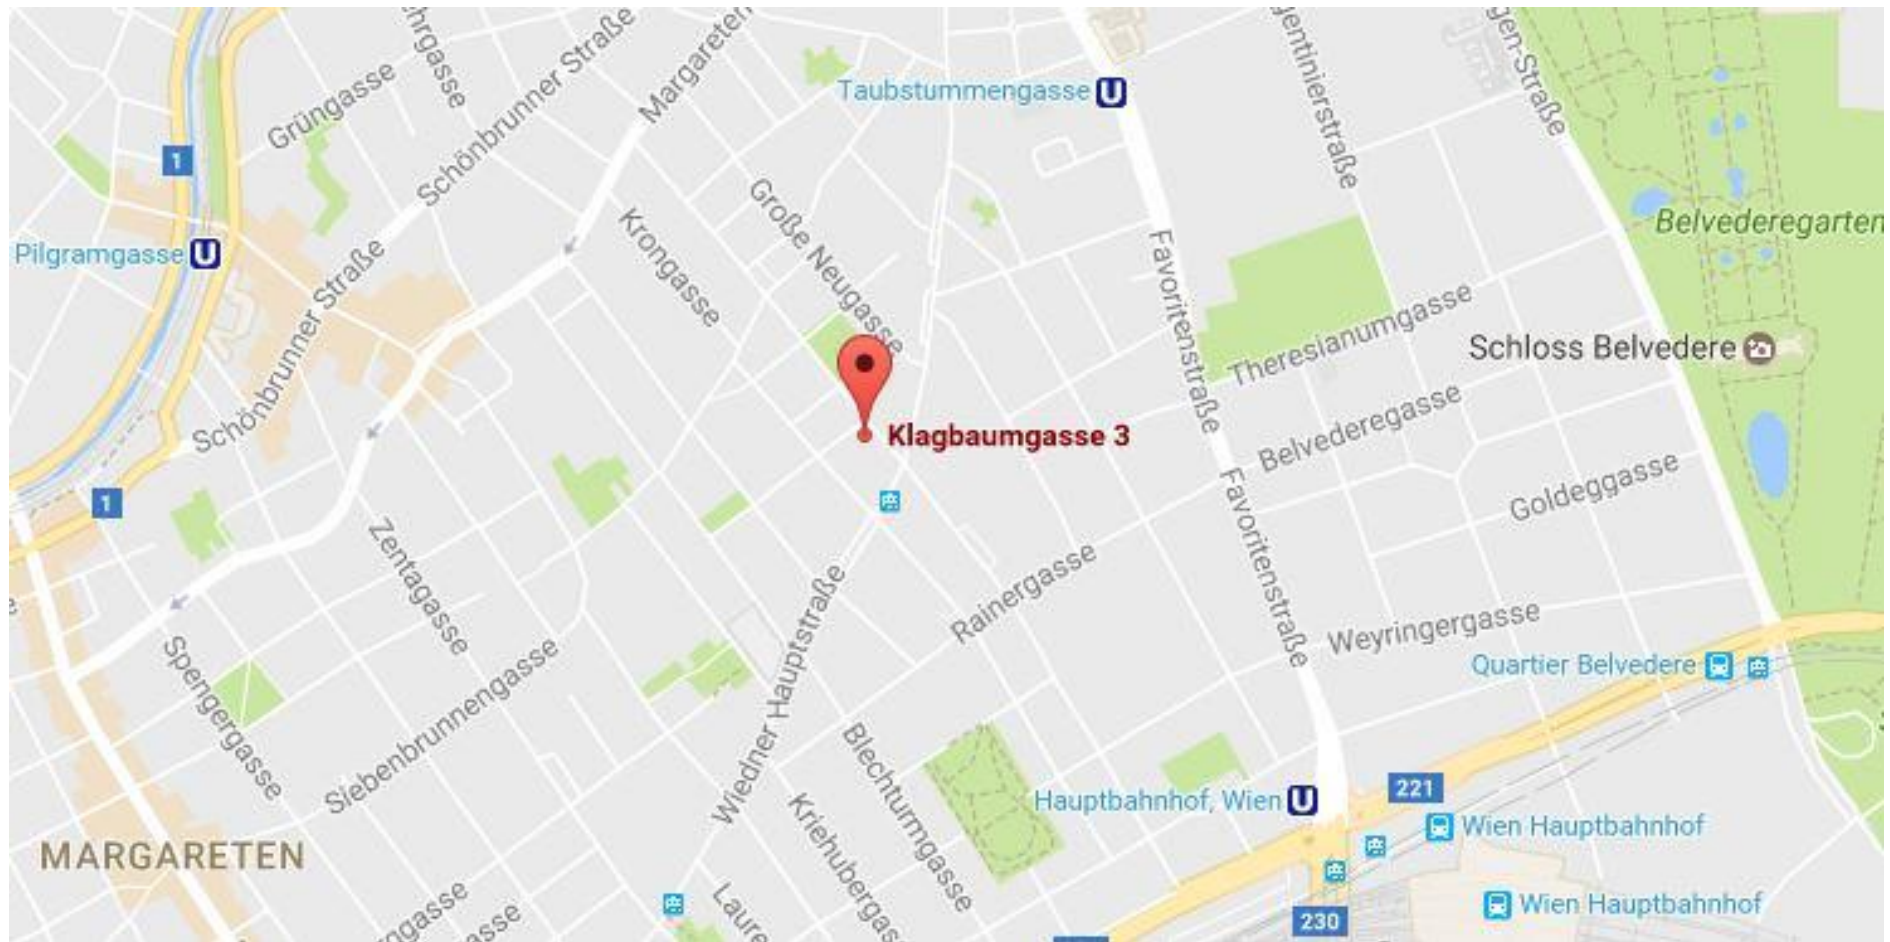 Grüngasse
Schönbrunner Straße
Margareten
Taubstummengasse U
1
Große Neugasse
Krongasse
Favoritenstraße
Belvederegarten
Pilgramgasse U
Schönbrunner Straße
Theresianumgasse
Schloss Belvedere
Klagbaumgasse 3
Belvederegasse
Goldeggasse
1
Zentagasse
Favoritenstraße
Rainergasse
Wiedner Hauptstraße
Weyringergasse
Quartier Belvedere
Spengergasse
Siebenbrunnengasse
Blechturmgasse
Hauptbahnhof, Wien U
221
Wien Hauptbahnhof
Kriehubergass
MARGARETEN
Laure
Wien Hauptbahnhof
230